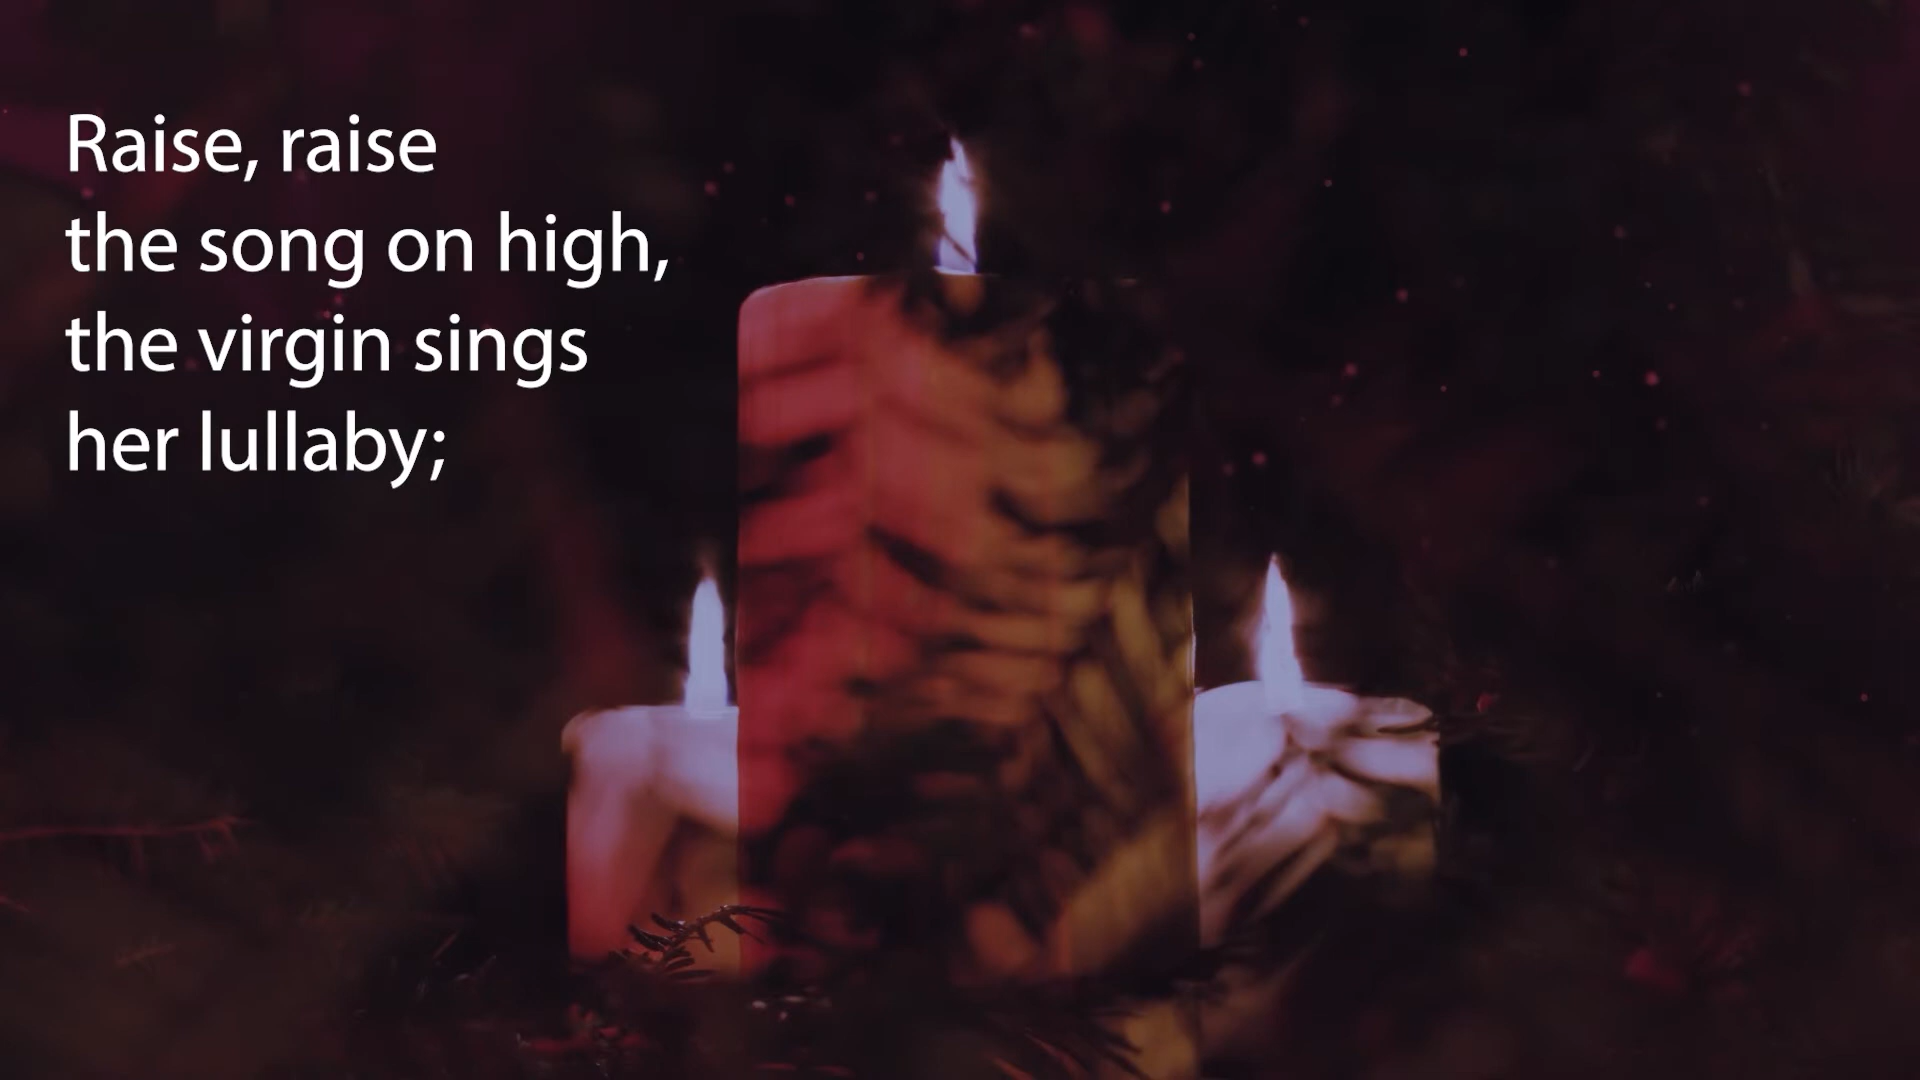 Raise, raise
the song on high,
the virgin sings
her lullaby;